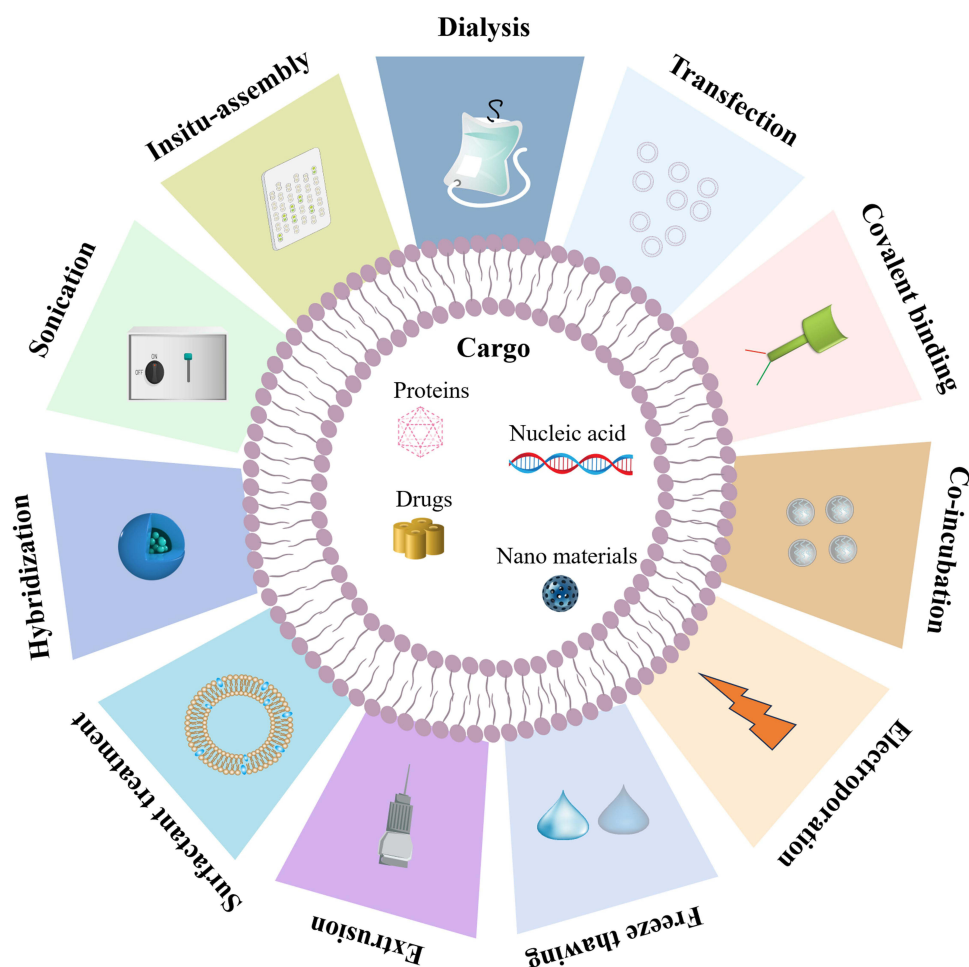 Dialysis
Transfection
Covalent binding
Co-incubation
Electroporation
Freeze thawing
Extrusion
Surfactant treatment
Hybridization
Sonication
Insitu-assembly
ON
OFF
Cargo
Proteins
Nucleic acid
Drugs
Nano materials